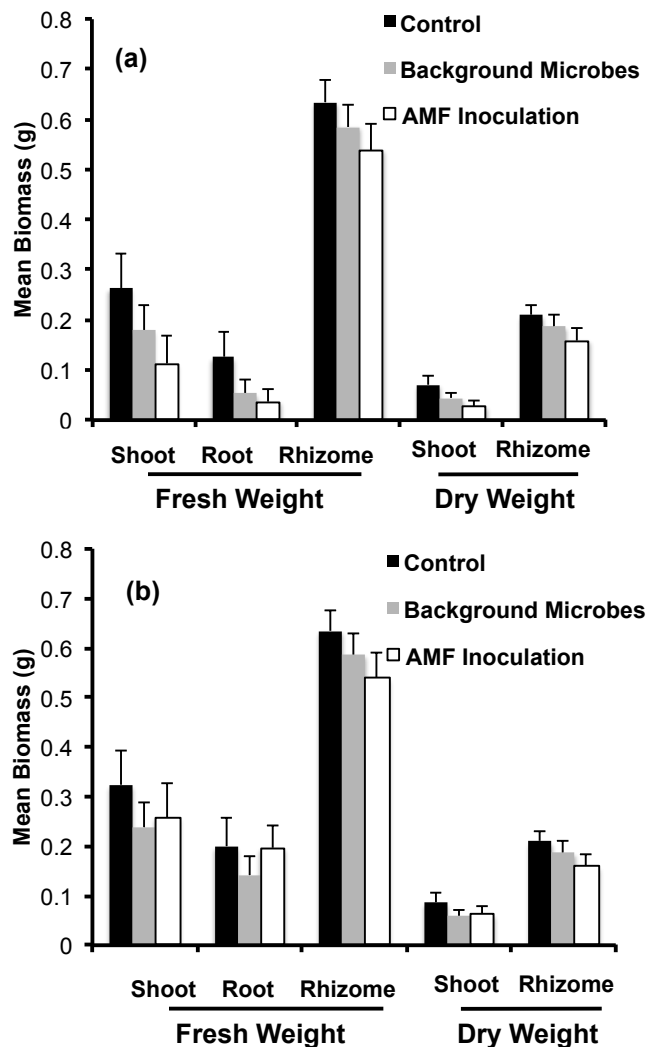 0.8
0.7
0.6
0.5
0.4
0.3
0.2
0.1
0
Mean Biomass (g)
(a)
Control
Background Microbes
AMF Inoculation
Shoot Root Rhizome Shoot Rhizome
Fresh Weight Dry Weight
0.8
0.7
0.6
0.5
0.4
0.3
0.2
0.1
0
Mean Biomass (g)
(b)
Control
Background Microbes
AMF Inoculation
Shoot Root Rhizome Shoot Rhizome
Fresh Weight Dry Weight